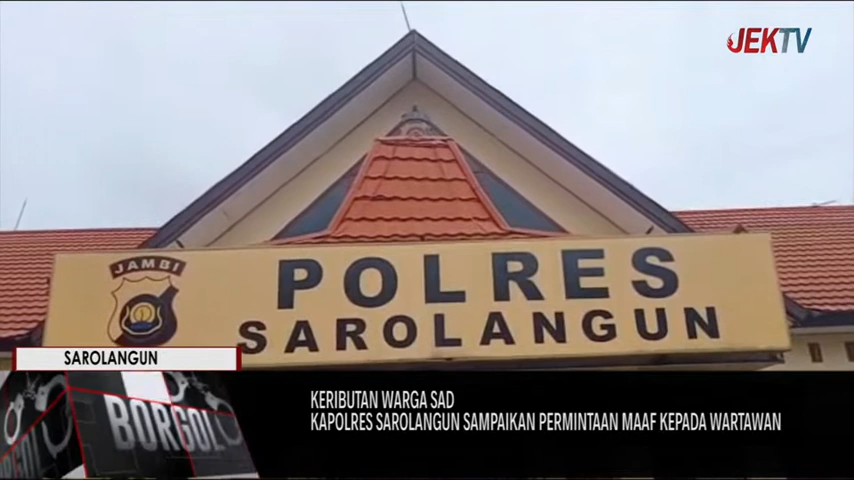 JEKTV
JAMBI
POLRES
SAROLANGUN
SAROLANGUN
BORGOL
KERIBUTAN WARGA SAD
KAPOLRES SAROLANGUN SAMPAIKAN PERMINTAAN MAAF KEPADA WARTAWAN